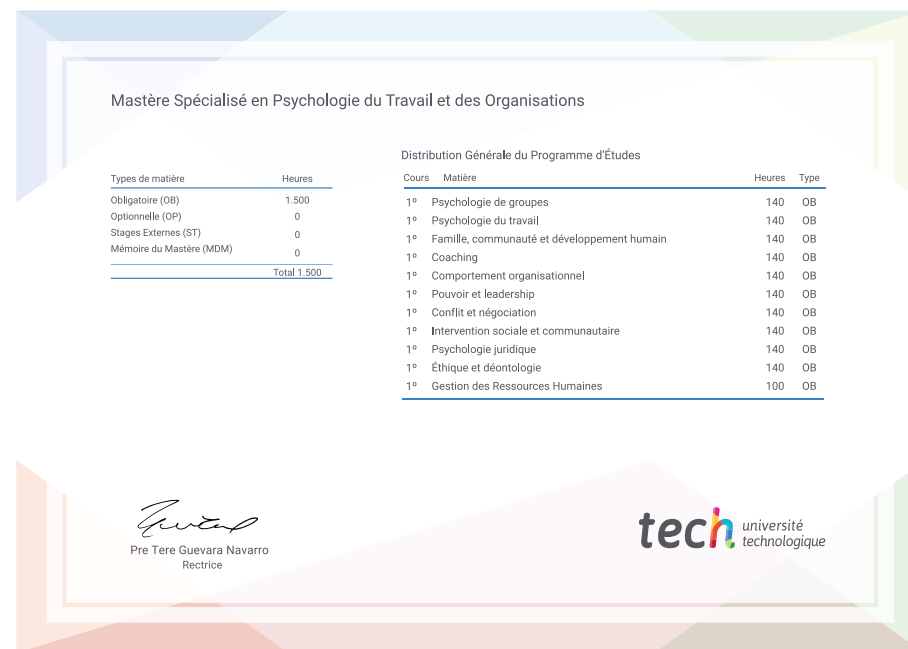 Mastère Spécialisé en Psychologie du Travail et des Organisations
Types de matière Heures
Obligatoire (OB) 1.500
Optionnelle (OP) 0
Stages Externes (ST) 0
Mémoire du Mastère (MDM) 0
Total 1.500
Distribution Générale du Programme d'Études
Cours Matière Heures Type
1º Psychologie de groupes 140 OB
1º Psychologie du travail 140 OB
1º Famille, communauté et développement humain 140 OB
1º Coaching 140 OB
1º Comportement organisationnel 140 OB
1º Pouvoir et leadership 140 OB
1º Conflit et négociation 140 OB
1º Intervention sociale et communautaire 140 OB
1º Psychologie juridique 140 OB
1º Éthique et déontologie 140 OB
1º Gestion des Ressources Humaines 100 OB
Pre Tere Guevara Navarro
Rectrice
tech université
technologique